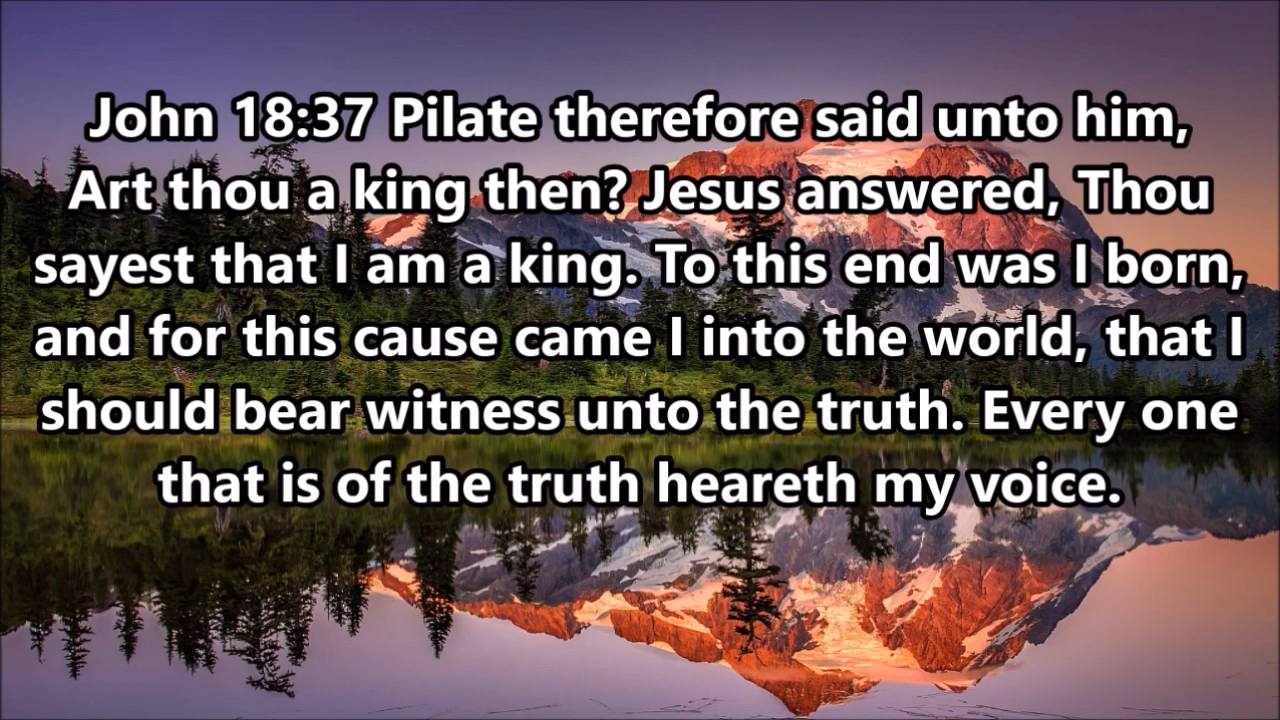 John 18:37 Pilate therefore said unto him,
Art thou a king then? Jesus answered, Thou
sayest that I am a king. To this end was I born,
and for this cause came I into the world, that I
should bear witness unto the truth. Every one
that is of the truth heareth my voice.